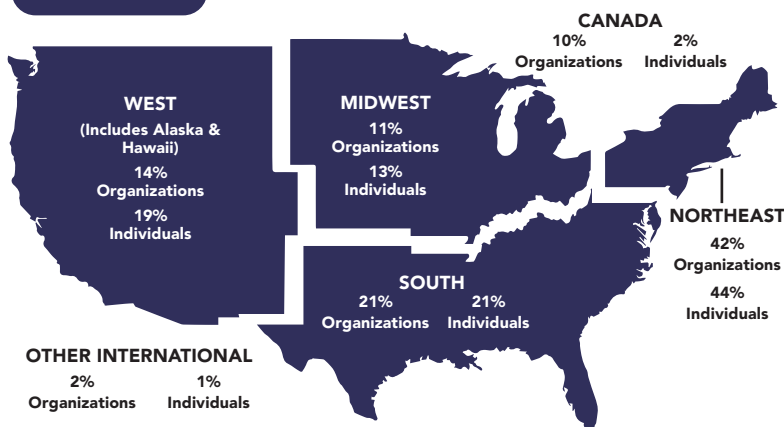 CANADA
10% 2%
Organizations Individuals
WEST
(Includes Alaska &
Hawaii)
14%
Organizations
19%
Individuals
MIDWEST
11%
Organizations
13%
Individuals
NORTHEAST
42%
Organizations
44%
Individuals
SOUTH
21% 21%
Organizations Individuals
OTHER INTERNATIONAL
2% 1%
Organizations Individuals